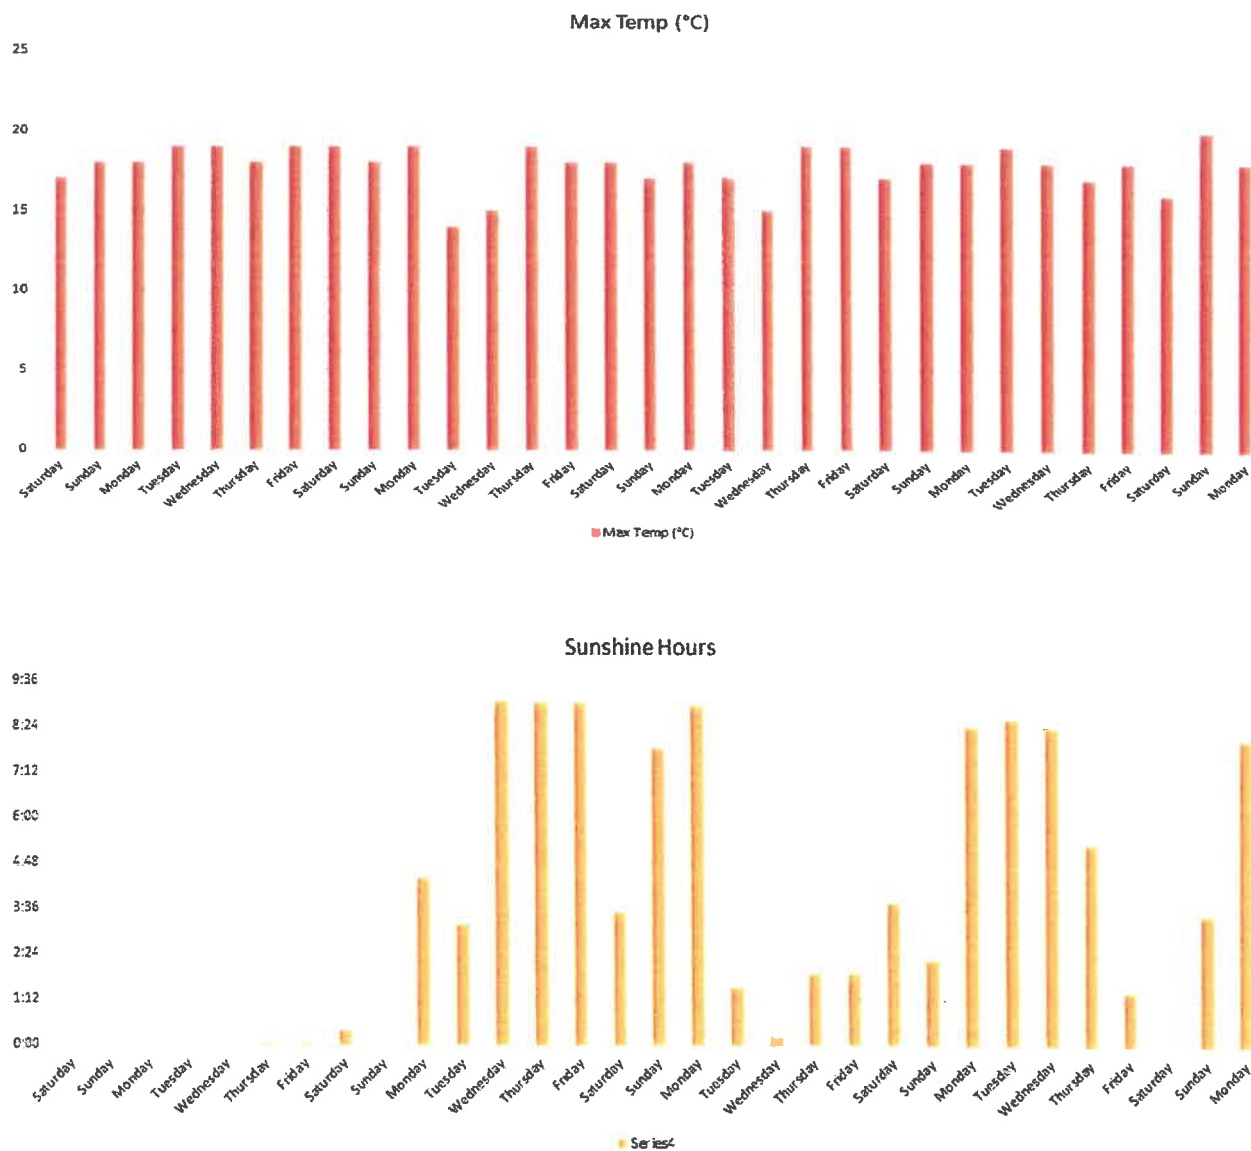 Max Temp (°C)
25
20
15
10
5
0
Saturday Sunday Monday Tuesday Wednesday Thursday Friday Saturday Sunday Monday Tuesday Wednesday Thursday Friday Saturday Sunday Monday Tuesday Wednesday Thursday Friday Saturday Sunday Monday Tuesday Wednesday Thursday Friday Saturday Sunday Monday
Max Temp (°C)
Sunshine Hours
9:36
8:24
7:12
6:00
4:48
3:36
2:24
1:12
0:00
Saturday Sunday Monday Tuesday Wednesday Thursday Friday Saturday Sunday Monday Tuesday Wednesday Thursday Friday Saturday Sunday Monday Tuesday Wednesday Thursday Friday Saturday Sunday Monday Tuesday Wednesday Thursday Friday Saturday Sunday Monday
Series4